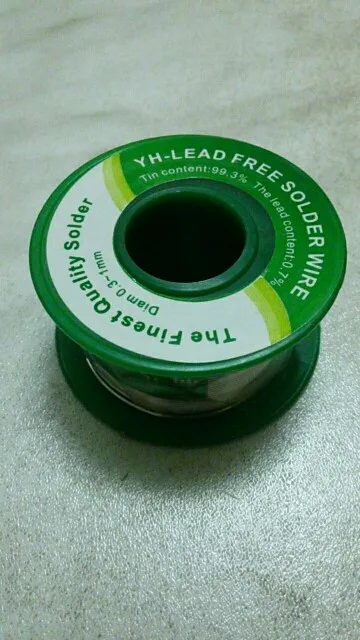 YH-LEAD FREE SOLDER WIRE
Tin content:99.3% The lead content:0.7%
The Finest Quality Solder
Diam 0.3~1mm